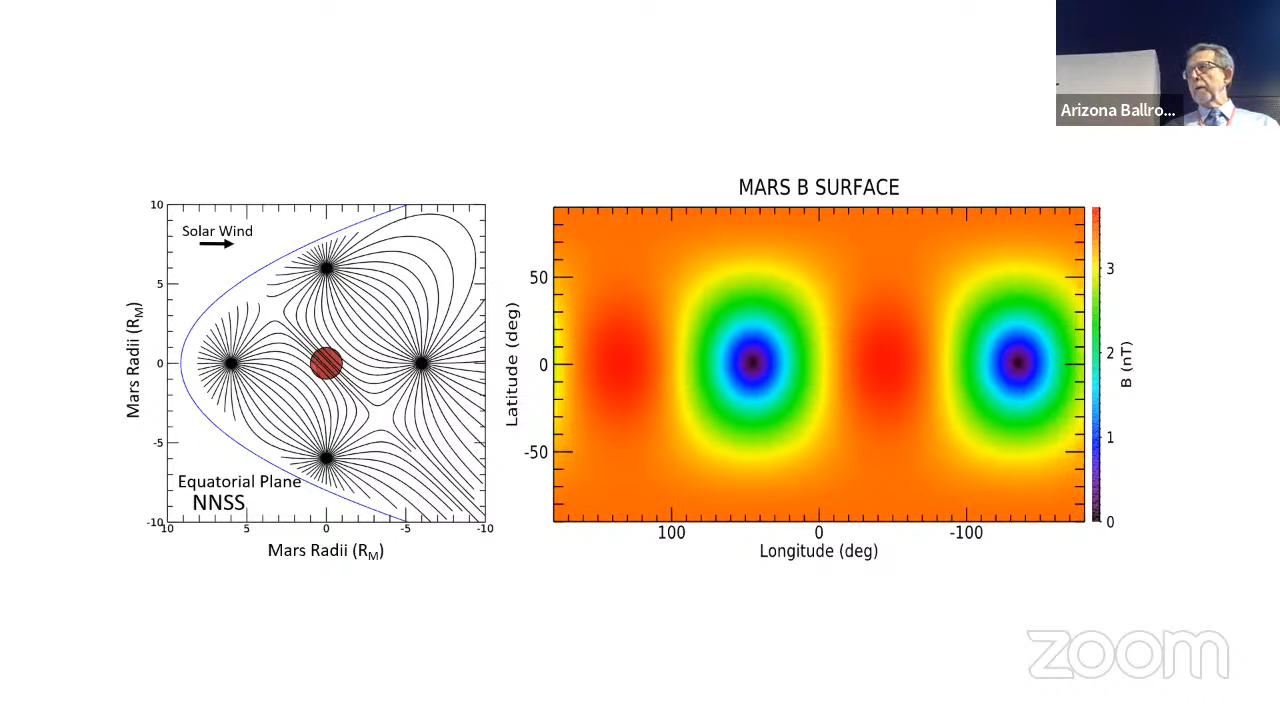 Arizona Ballro...
MARS B SURFACE
10
Solar Wind
5
0
-5
-10
Mars Radii (R_M)
Equatorial Plane
NNSS
10
5
0
-5
-10
Mars Radii (R_M)
50
0
-50
Latitude (deg)
100
0
-100
Longitude (deg)
3
2
1
0
B (nT)
zoom